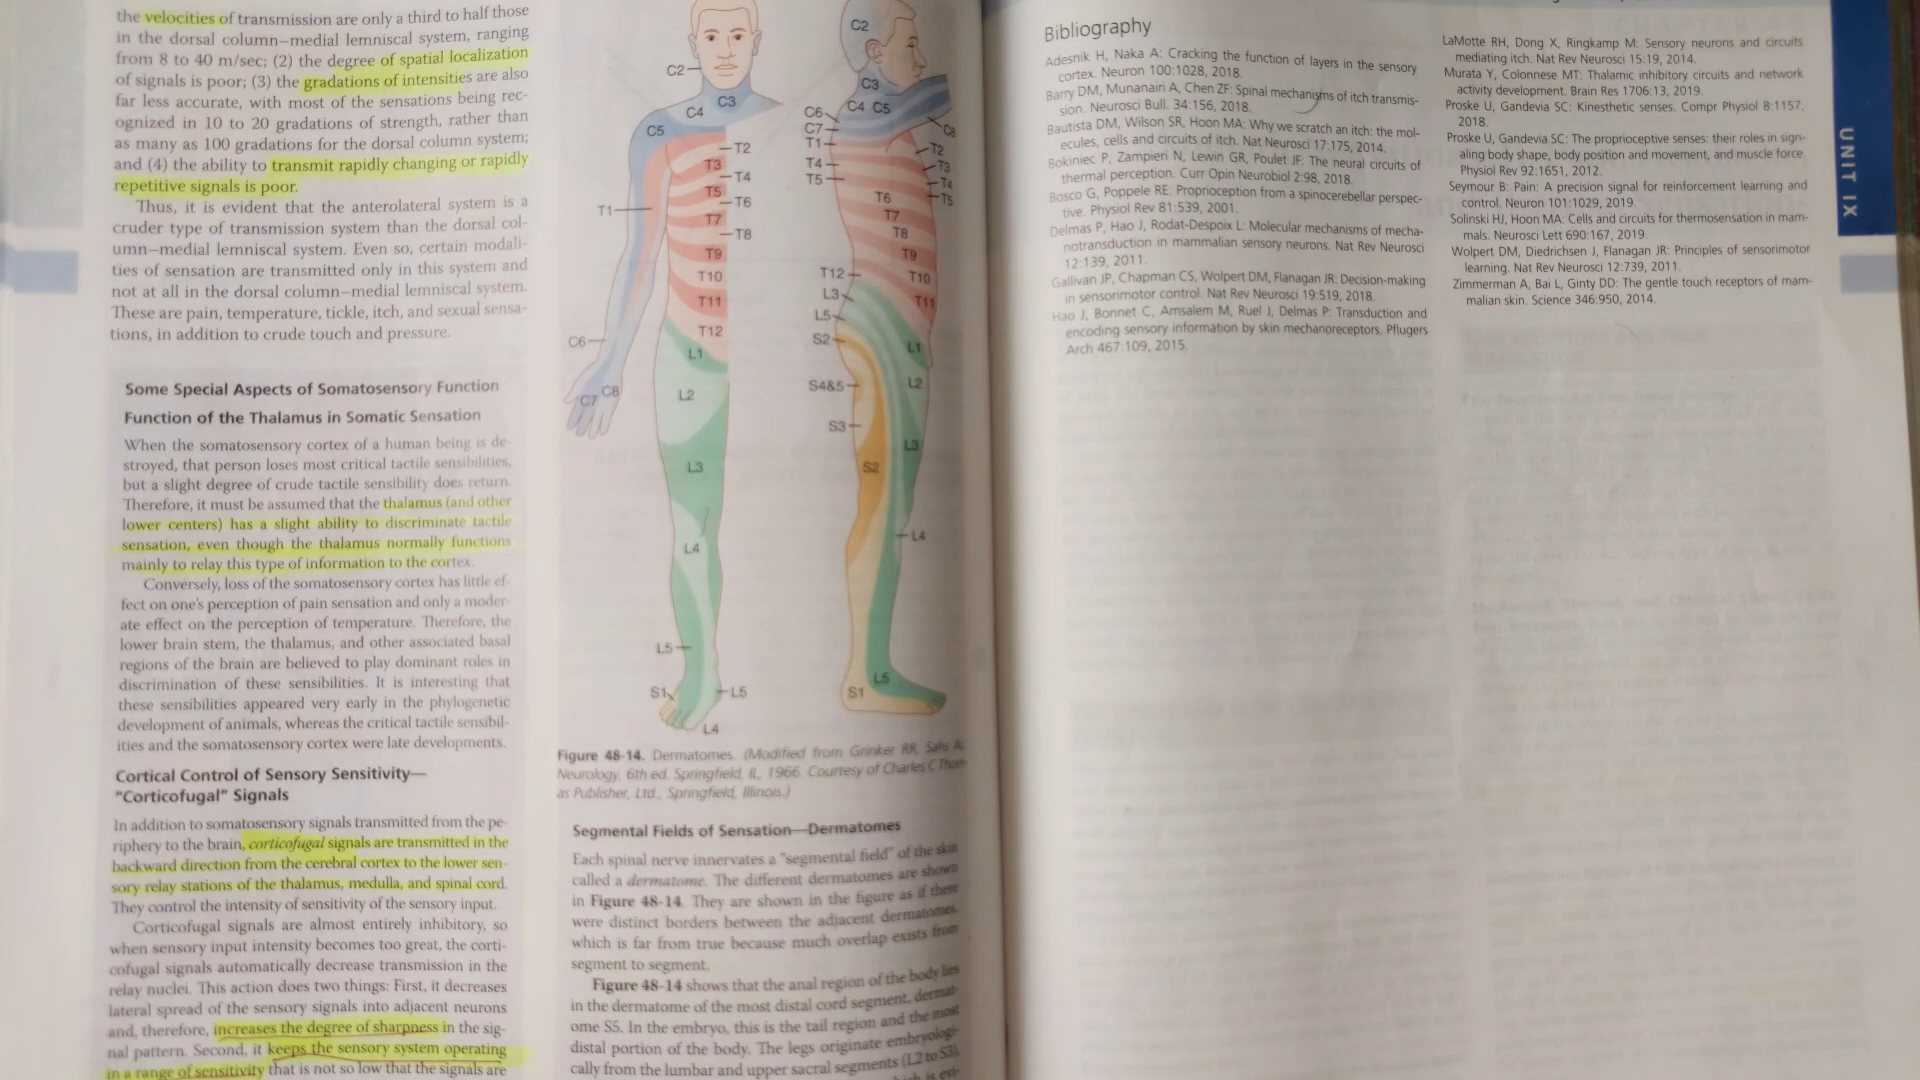 the velocities of transmission are only a third to half those
in the dorsal column–medial lemniscal system, ranging
from 8 to 40 m/sec; (2) the degree of spatial localization
of signals is poor; (3) the gradations of intensities are also
far less accurate, with most of the sensations being rec-
ognized in 10 to 20 gradations of strength, rather than
as many as 100 gradations for the dorsal column system;
and (4) the ability to transmit rapidly changing or rapidly
repetitive signals is poor.
Thus, it is evident that the anterolateral system is a
cruder type of transmission system than the dorsal col-
umn–medial lemniscal system. Even so, certain modali-
ties of sensation are transmitted only in this system and
not at all in the dorsal column–medial lemniscal system.
These are pain, temperature, tickle, itch, and sexual sensa-
tions, in addition to crude touch and pressure.
Some Special Aspects of Somatosensory Function
Function of the Thalamus in Somatic Sensation
When the somatosensory cortex of a human being is de-
stroyed, that person loses most critical tactile sensibilities,
but a slight degree of crude tactile sensibility does return.
Therefore, it must be assumed that the thalamus (and other
lower centers) has a slight ability to discriminate tactile
sensation, even though the thalamus normally functions
mainly to relay this type of information to the cortex.
Conversely, loss of the somatosensory cortex has little ef-
fect on one's perception of pain sensation and only a moder-
ate effect on the perception of temperature. Therefore, the
lower brain stem, the thalamus, and other associated basal
regions of the brain are believed to play dominant roles in
discrimination of these sensibilities. It is interesting that
these sensibilities appeared very early in the phylogenetic
development of animals, whereas the critical tactile sensibil-
ities and the somatosensory cortex were late developments.
Cortical Control of Sensory Sensitivity—
"Corticofugal" Signals
In addition to somatosensory signals transmitted from the pe-
riphery to the brain, corticofugal signals are transmitted in the
backward direction from the cerebral cortex to the lower sen-
sory relay stations of the thalamus, medulla, and spinal cord.
They control the intensity of sensitivity of the sensory input.
Corticofugal signals are almost entirely inhibitory, so
when sensory input intensity becomes too great, the corti-
cofugal signals automatically decrease transmission in the
relay nuclei. This action does two things: First, it decreases
lateral spread of the sensory signals into adjacent neurons
and, therefore, increases the degree of sharpness in the sig-
nal pattern. Second, it keeps the sensory system operating
in a range of sensitivity that is not so low that the signals are
C2
C3
C4
C5
T2
T3
T4
T5
T6
T1
T7
T8
T9
T10
T11
T12
C6
L1
C8
C7
L2
L3
L4
L5
S1
L5
L4
C2
C3
C4 C5
C6
C7
C8
T1
T2
T4
T3
T5
T4
T5
T6
T7
T8
T9
T12
T10
L3
T11
L5
S2
L1
S4&5
L2
S3
L3
S2
L4
L5
S1
Figure 48-14. Dermatomes. (Modified from Grinker RR, Sahs AL:
Neurology, 6th ed. Springfield, IL, 1966. Courtesy of Charles C Thom-
as Publisher, Ltd., Springfield, Illinois.)
Segmental Fields of Sensation—Dermatomes
Each spinal nerve innervates a "segmental field" of the skin
called a dermatome. The different dermatomes are shown
in Figure 48-14. They are shown in the figure as if there
were distinct borders between the adjacent dermatomes,
which is far from true because much overlap exists from
segment to segment.
Figure 48-14 shows that the anal region of the body lies
in the dermatome of the most distal cord segment, dermat-
ome S5. In the embryo, this is the tail region and the most
distal portion of the body. The legs originate embryologi-
cally from the lumbar and upper sacral segments (L2 to S3),
Bibliography
Adesnik H, Naka A: Cracking the function of layers in the sensory
cortex. Neuron 100:1028, 2018.
Barry DM, Munanairi A, Chen ZF: Spinal mechanisms of itch transmis-
sion. Neurosci Bull. 34:156, 2018.
Bautista DM, Wilson SR, Hoon MA: Why we scratch an itch: the mol-
ecules, cells and circuits of itch. Nat Neurosci 17:175, 2014.
Bokiniec P, Zampieri N, Lewin GR, Poulet JF: The neural circuits of
thermal perception. Curr Opin Neurobiol 2:98, 2018.
Bosco G, Poppele RE: Proprioception from a spinocerebellar perspec-
tive. Physiol Rev 81:539, 2001.
Delmas P, Hao J, Rodat-Despoix L: Molecular mechanisms of mecha-
notransduction in mammalian sensory neurons. Nat Rev Neurosci
12:139, 2011.
Gallivan JP, Chapman CS, Wolpert DM, Flanagan JR: Decision-making
in sensorimotor control. Nat Rev Neurosci 19:519, 2018.
Hao J, Bonnet C, Amsalem M, Ruel J, Delmas P: Transduction and
encoding sensory information by skin mechanoreceptors. Pflugers
Arch 467:109, 2015.
LaMotte RH, Dong X, Ringkamp M: Sensory neurons and circuits
mediating itch. Nat Rev Neurosci 15:19, 2014.
Murata Y, Colonnese MT: Thalamic inhibitory circuits and network
activity development. Brain Res 1706:13, 2019.
Proske U, Gandevia SC: Kinesthetic senses. Compr Physiol 8:1157,
2018.
Proske U, Gandevia SC: The proprioceptive senses: their roles in sign-
aling body shape, body position and movement, and muscle force.
Physiol Rev 92:1651, 2012.
Seymour B: Pain: A precision signal for reinforcement learning and
control. Neuron 101:1029, 2019.
Solinski HJ, Hoon MA: Cells and circuits for thermosensation in mam-
mals. Neurosci Lett 690:167, 2019.
Wolpert DM, Diedrichsen J, Flanagan JR: Principles of sensorimotor
learning. Nat Rev Neurosci 12:739, 2011.
Zimmerman A, Bai L, Ginty DD: The gentle touch receptors of mam-
malian skin. Science 346:950, 2014.
UNIT IX